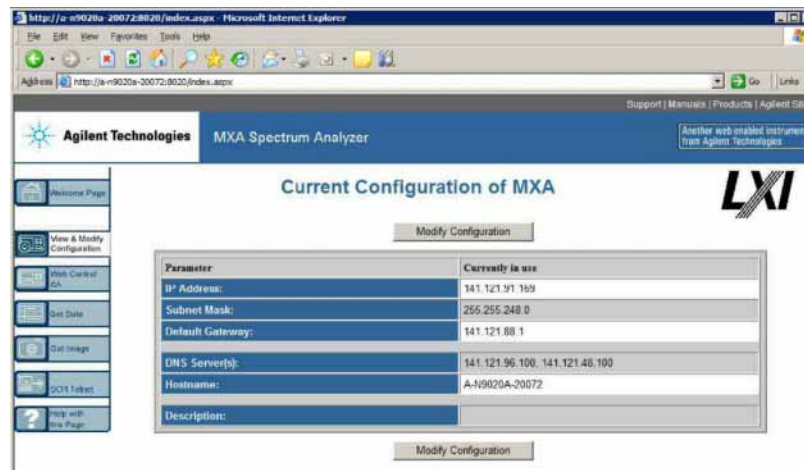 http://a-n9020a-20072:8020/index.aspx - Microsoft Internet Explorer
File Edit View Favorites Tools Help
Address http://a-n9020a-20072:8020/index.aspx Go Links
Support | Manuals | Products | Agilent
Agilent Technologies MXA Spectrum Analyzer
Another web-enabled instrument
from Agilent Technologies
Welcome Page
Current Configuration of MXA
LXI
View & Modify
Configuration
Modify Configuration
Web Control
Parameter Currently in use
IP Address: 141.121.91.169
Subnet Mask: 255.255.248.0
Get Data
Default Gateway: 141.121.88.1
Get Image
DNS Server(s): 141.121.96.100, 141.121.48.100
SCPI Telnet
Hostname: A-N9020A-20072
Help with
this Page
Description:
Modify Configuration